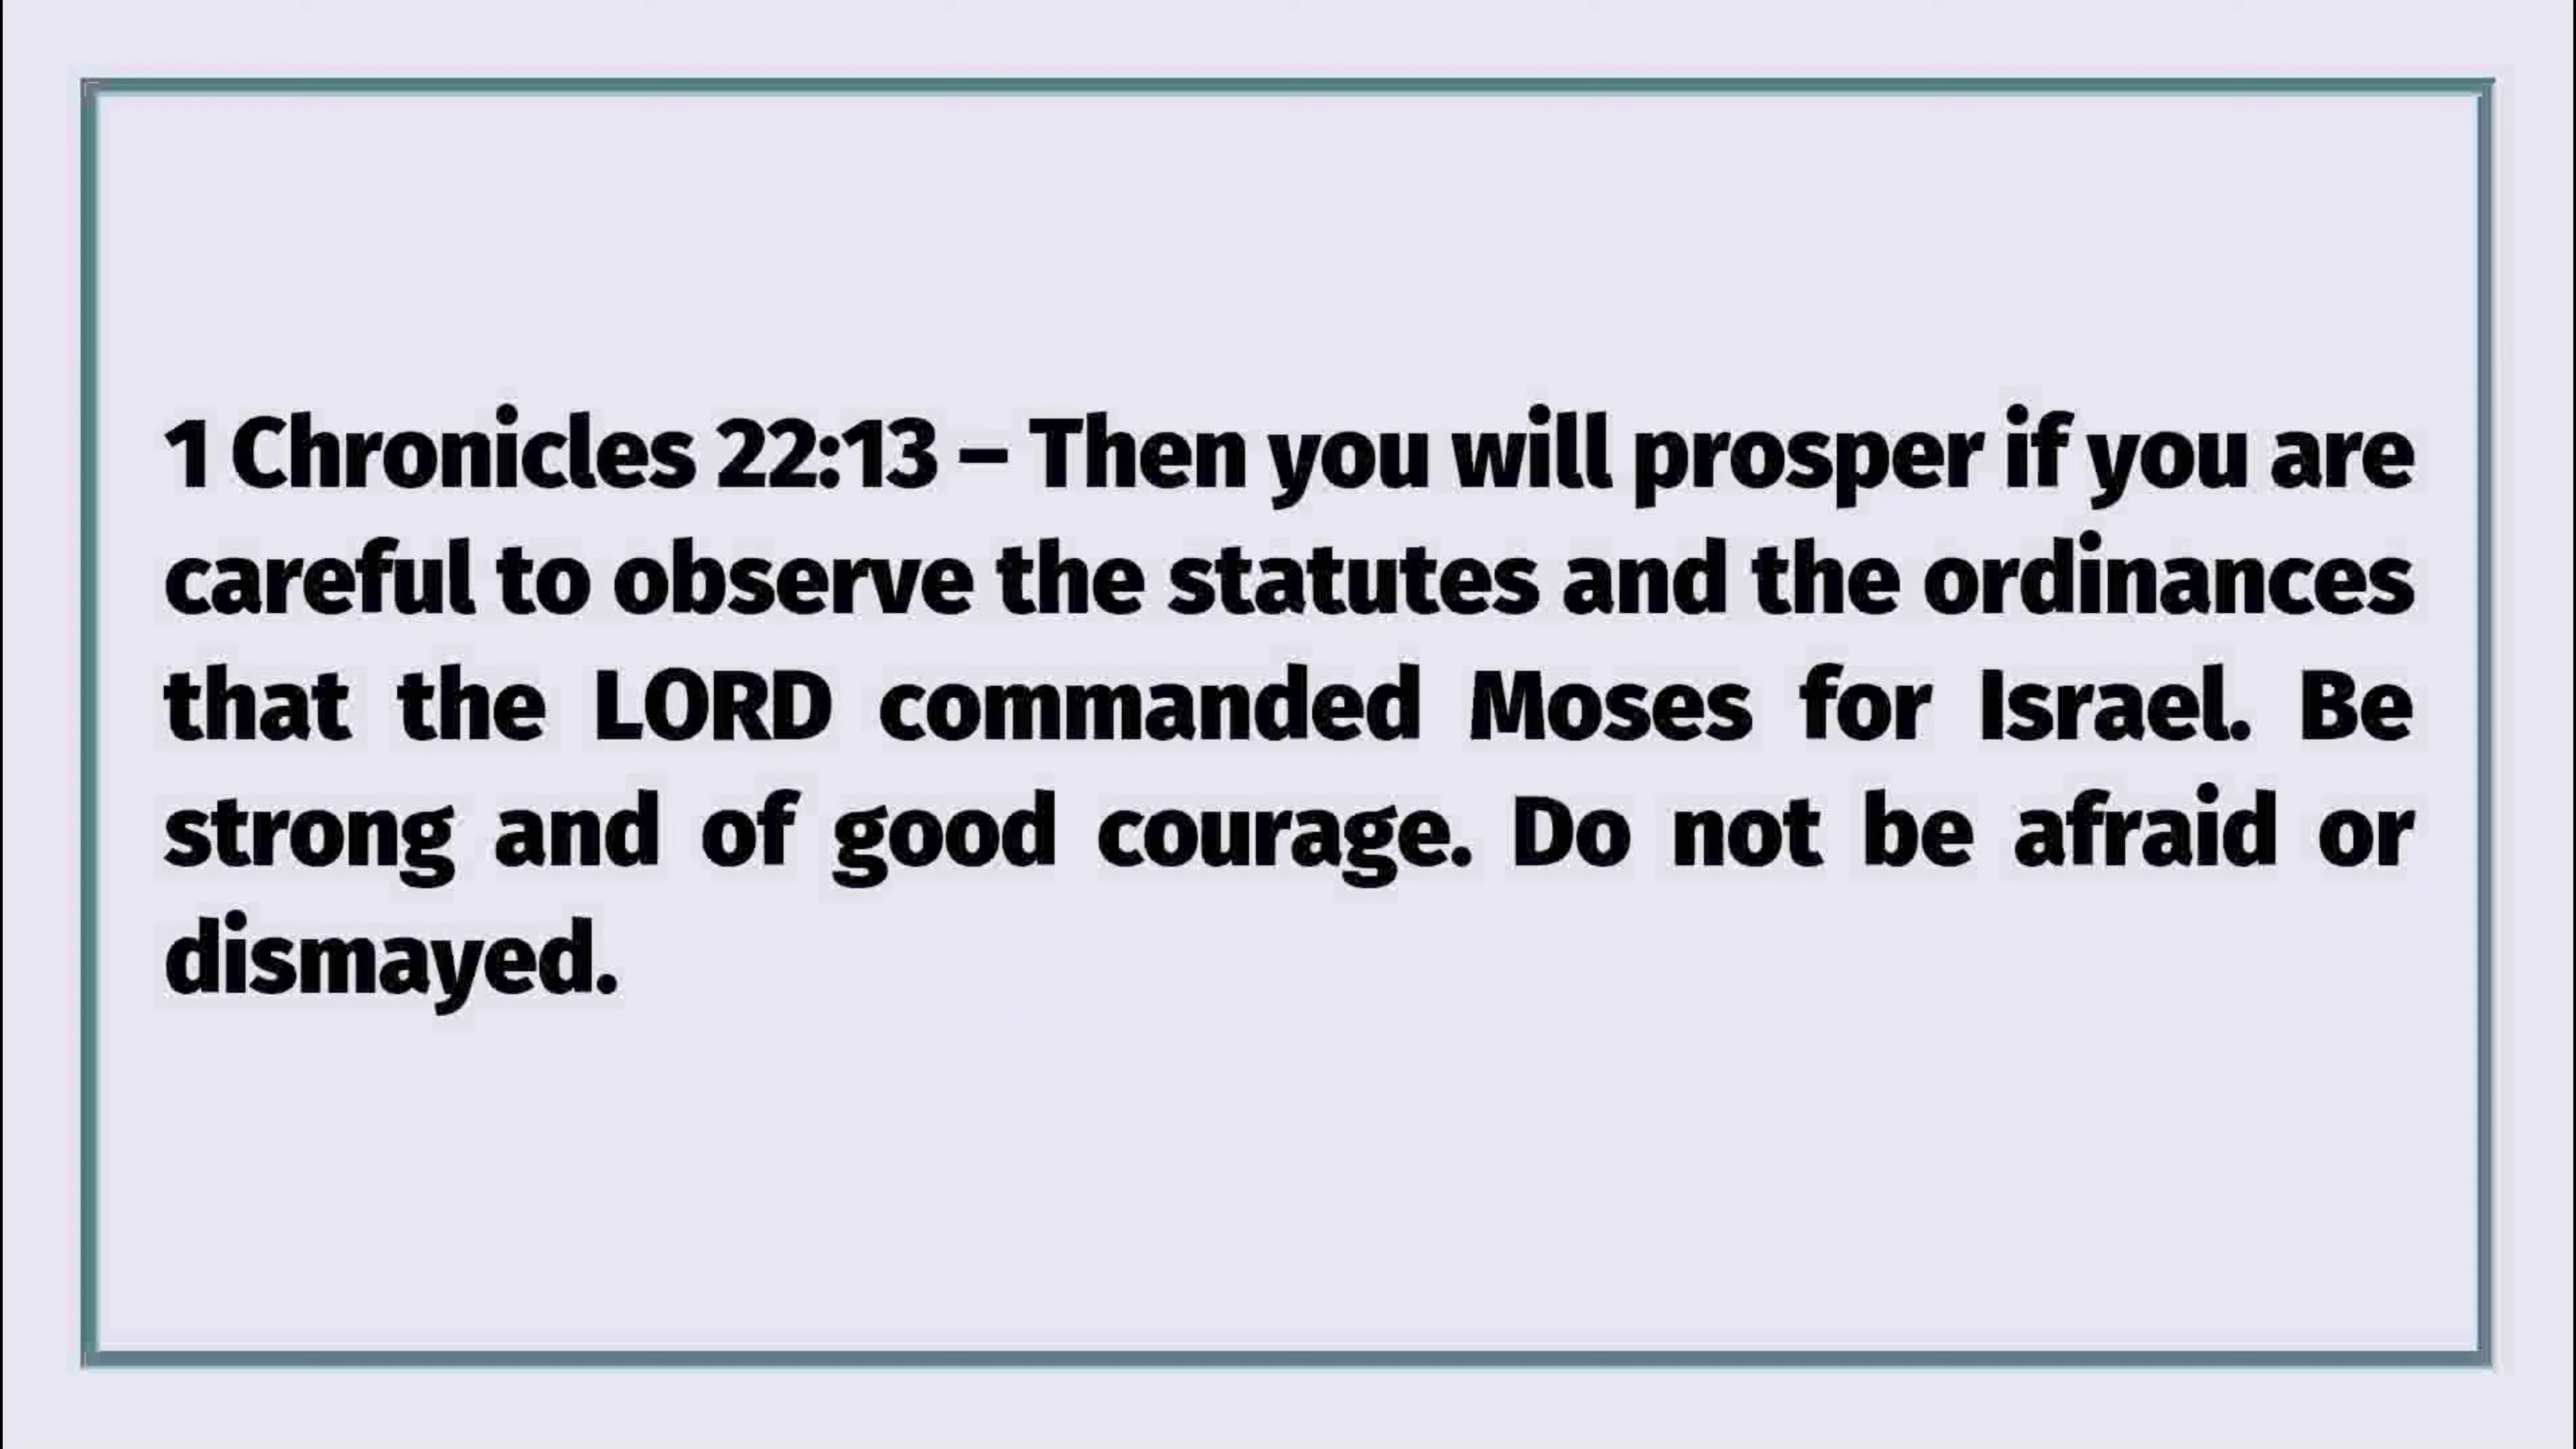 1 Chronicles 22:13 – Then you will prosper if you are
careful to observe the statutes and the ordinances
that the LORD commanded Moses for Israel. Be
strong and of good courage. Do not be afraid or
dismayed.